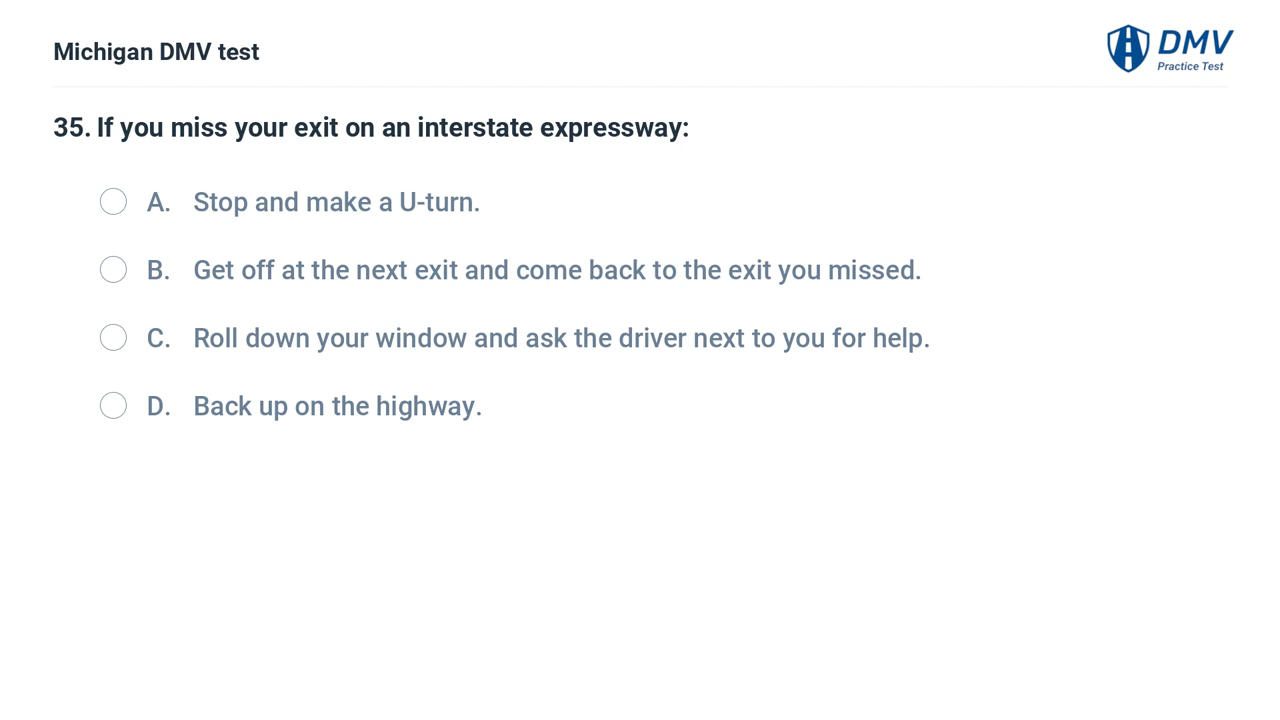 Michigan DMV test
DMV
Practice Test
35. If you miss your exit on an interstate expressway:
A. Stop and make a U-turn.
B. Get off at the next exit and come back to the exit you missed.
C. Roll down your window and ask the driver next to you for help.
D. Back up on the highway.